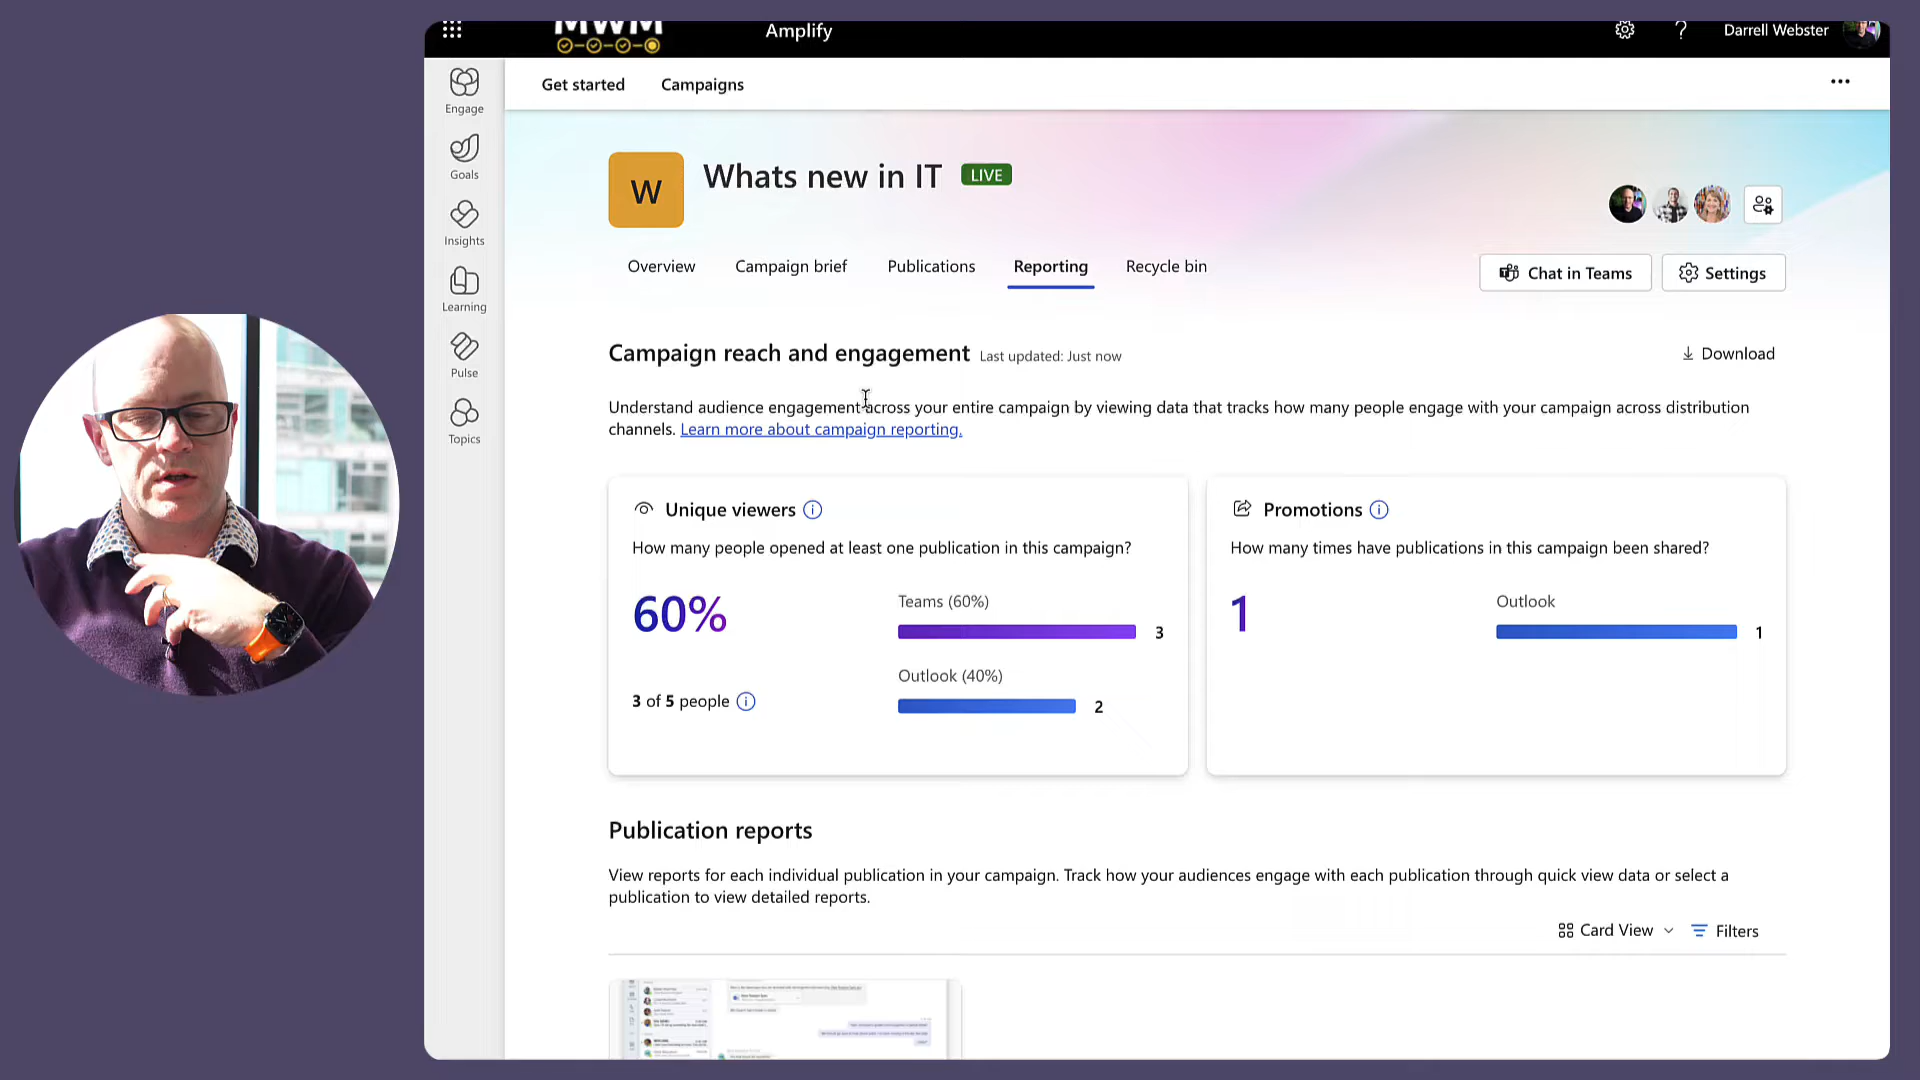 MWM
Amplify
Darrell Webster
Get started
Campaigns
Engage
Goals
Insights
Learning
Pulse
Topics
W
Whats new in IT
LIVE
Overview
Campaign brief
Publications
Reporting
Recycle bin
Chat in Teams
Settings
Campaign reach and engagement
Last updated: Just now
Download
Understand audience engagement across your entire campaign by viewing data that tracks how many people engage with your campaign across distribution
channels. Learn more about campaign reporting.
Unique viewers
How many people opened at least one publication in this campaign?
60%
3 of 5 people
Teams (60%)
3
Outlook (40%)
2
Promotions
How many times have publications in this campaign been shared?
1
Outlook
1
Publication reports
View reports for each individual publication in your campaign. Track how your audiences engage with each publication through quick view data or select a
publication to view detailed reports.
Card View
Filters